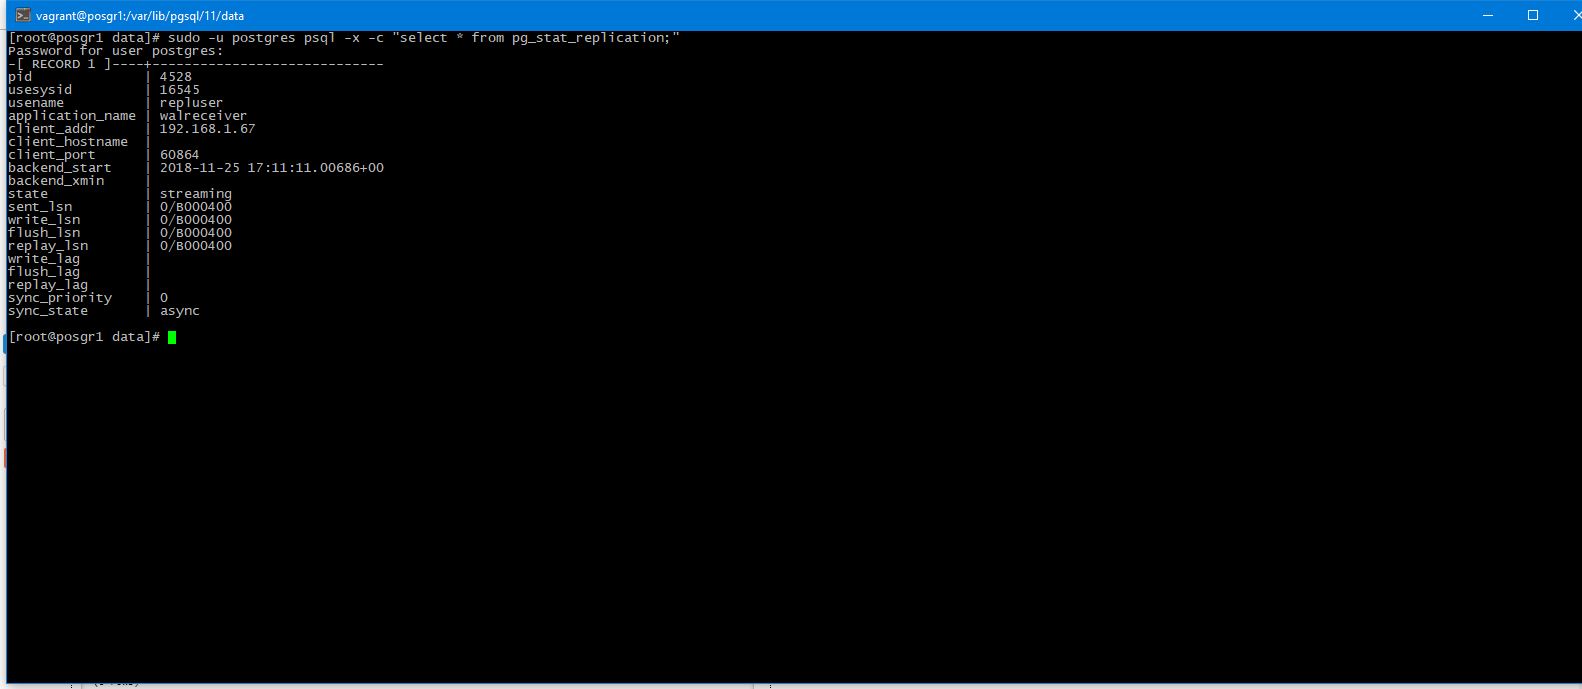 vagrant@posgr1:/var/lib/pgsql/11/data
[root@posgr1 data]# sudo -u postgres psql -x -c "select * from pg_stat_replication;"
Password for user postgres:
-[ RECORD 1 ]----+-----------------------------
pid              | 4528
usesysid         | 16545
usename          | repluser
application_name | walreceiver
client_addr      | 192.168.1.67
client_hostname  |
client_port      | 60864
backend_start    | 2018-11-25 17:11:11.00686+00
backend_xmin     |
state            | streaming
sent_lsn         | 0/B000400
write_lsn        | 0/B000400
flush_lsn        | 0/B000400
replay_lsn       | 0/B000400
write_lag        |
flush_lag        |
replay_lag       |
sync_priority    | 0
sync_state       | async
[root@posgr1 data]#